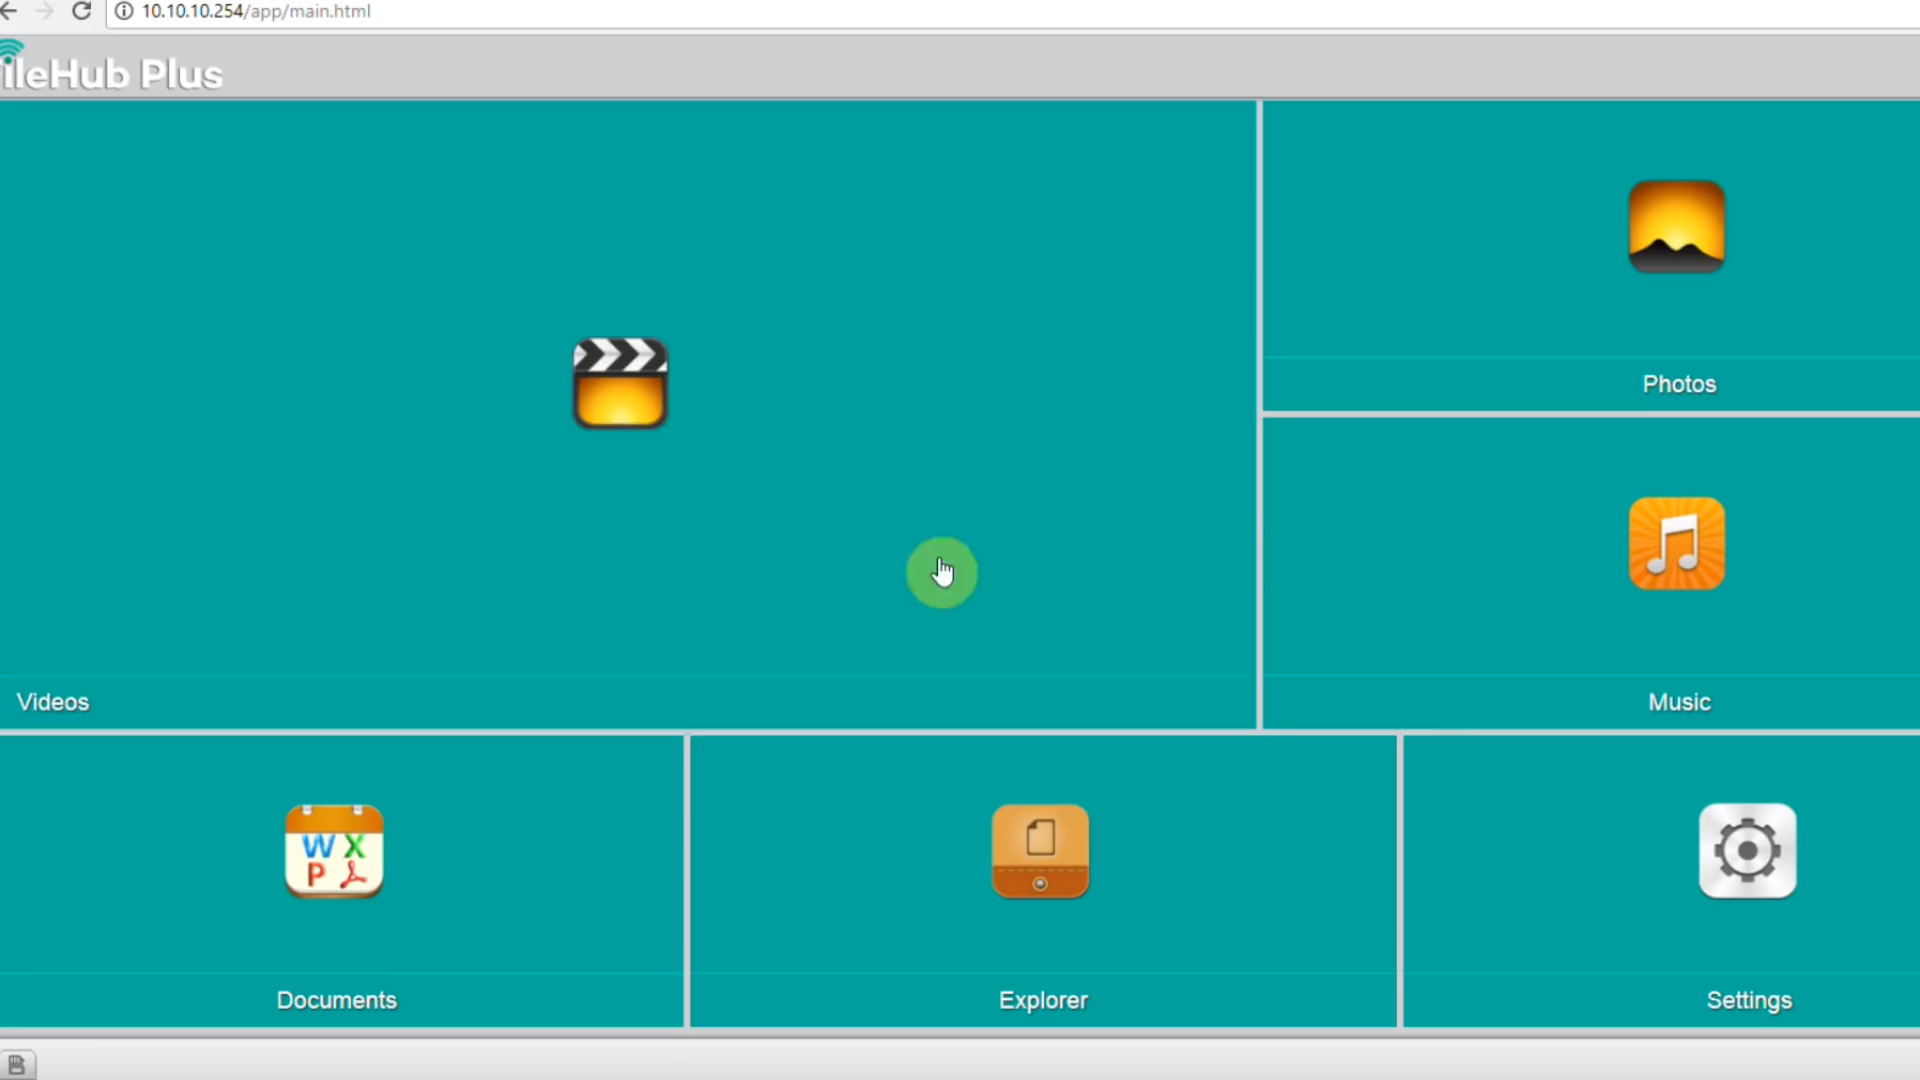 10.10.10.254/app/main.html
ileHub Plus
Photos
Videos
Music
W X
P
Documents
Explorer
Settings